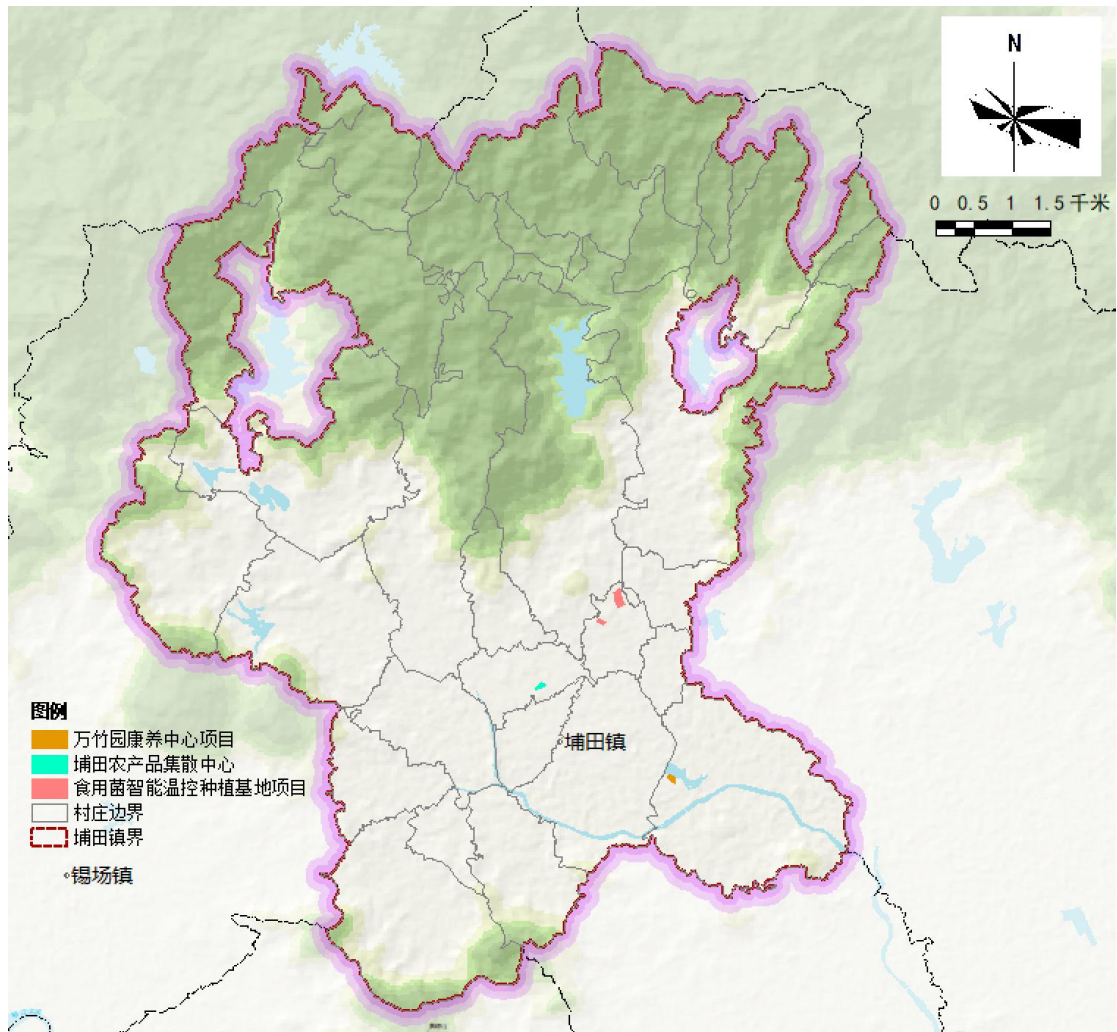 N
0 0.5 1 1.5千米
埔田镇
图例
万竹园康养中心项目
埔田农产品集散中心
食用菌智能温控种植基地项目
村庄边界
埔田镇界
锡场镇